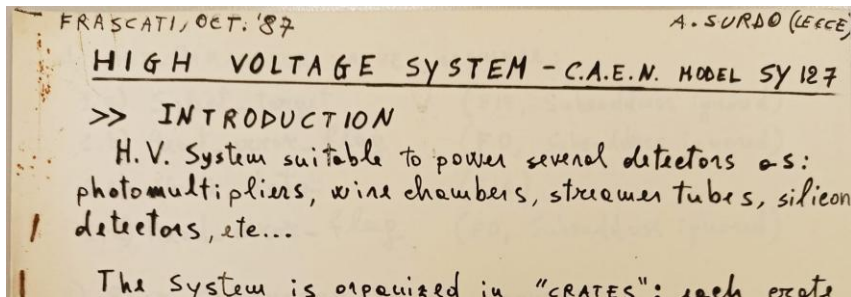 FRASCATI, OCT. '87
A. SURDO (LECCE)
HIGH VOLTAGE SYSTEM - C.A.E.N. MODEL SY 127
>> INTRODUCTION
H.V. System suitable to power several detectors as:
photomultipliers, wire chambers, streamer tubes, silicon
detectors, etc...
The System is organized in "CRATES": each crate